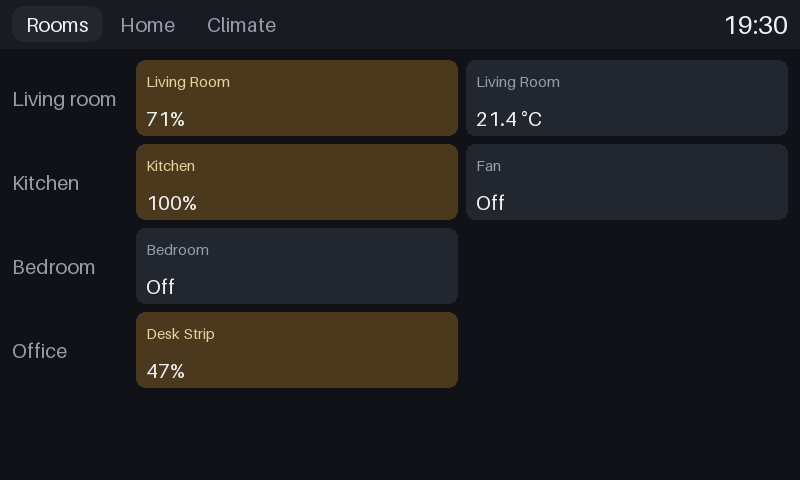 Rooms Home Climate 19:30
Living room
Living Room
71%
Living Room
21.4 °C
Kitchen
Kitchen
100%
Fan
Off
Bedroom
Bedroom
Off
Office
Desk Strip
47%